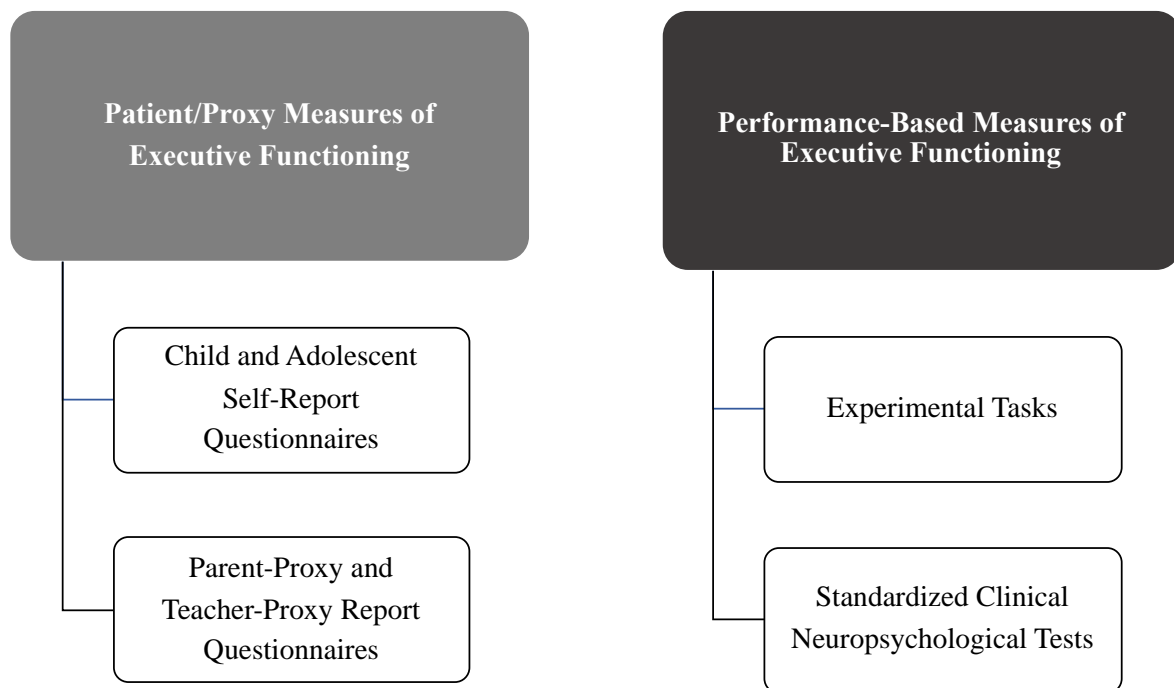 Patient/Proxy Measures of
Executive Functioning
Child and Adolescent
Self-Report
Questionnaires
Parent-Proxy and
Teacher-Proxy Report
Questionnaires
Performance-Based Measures of
Executive Functioning
Experimental Tasks
Standardized Clinical
Neuropsychological Tests